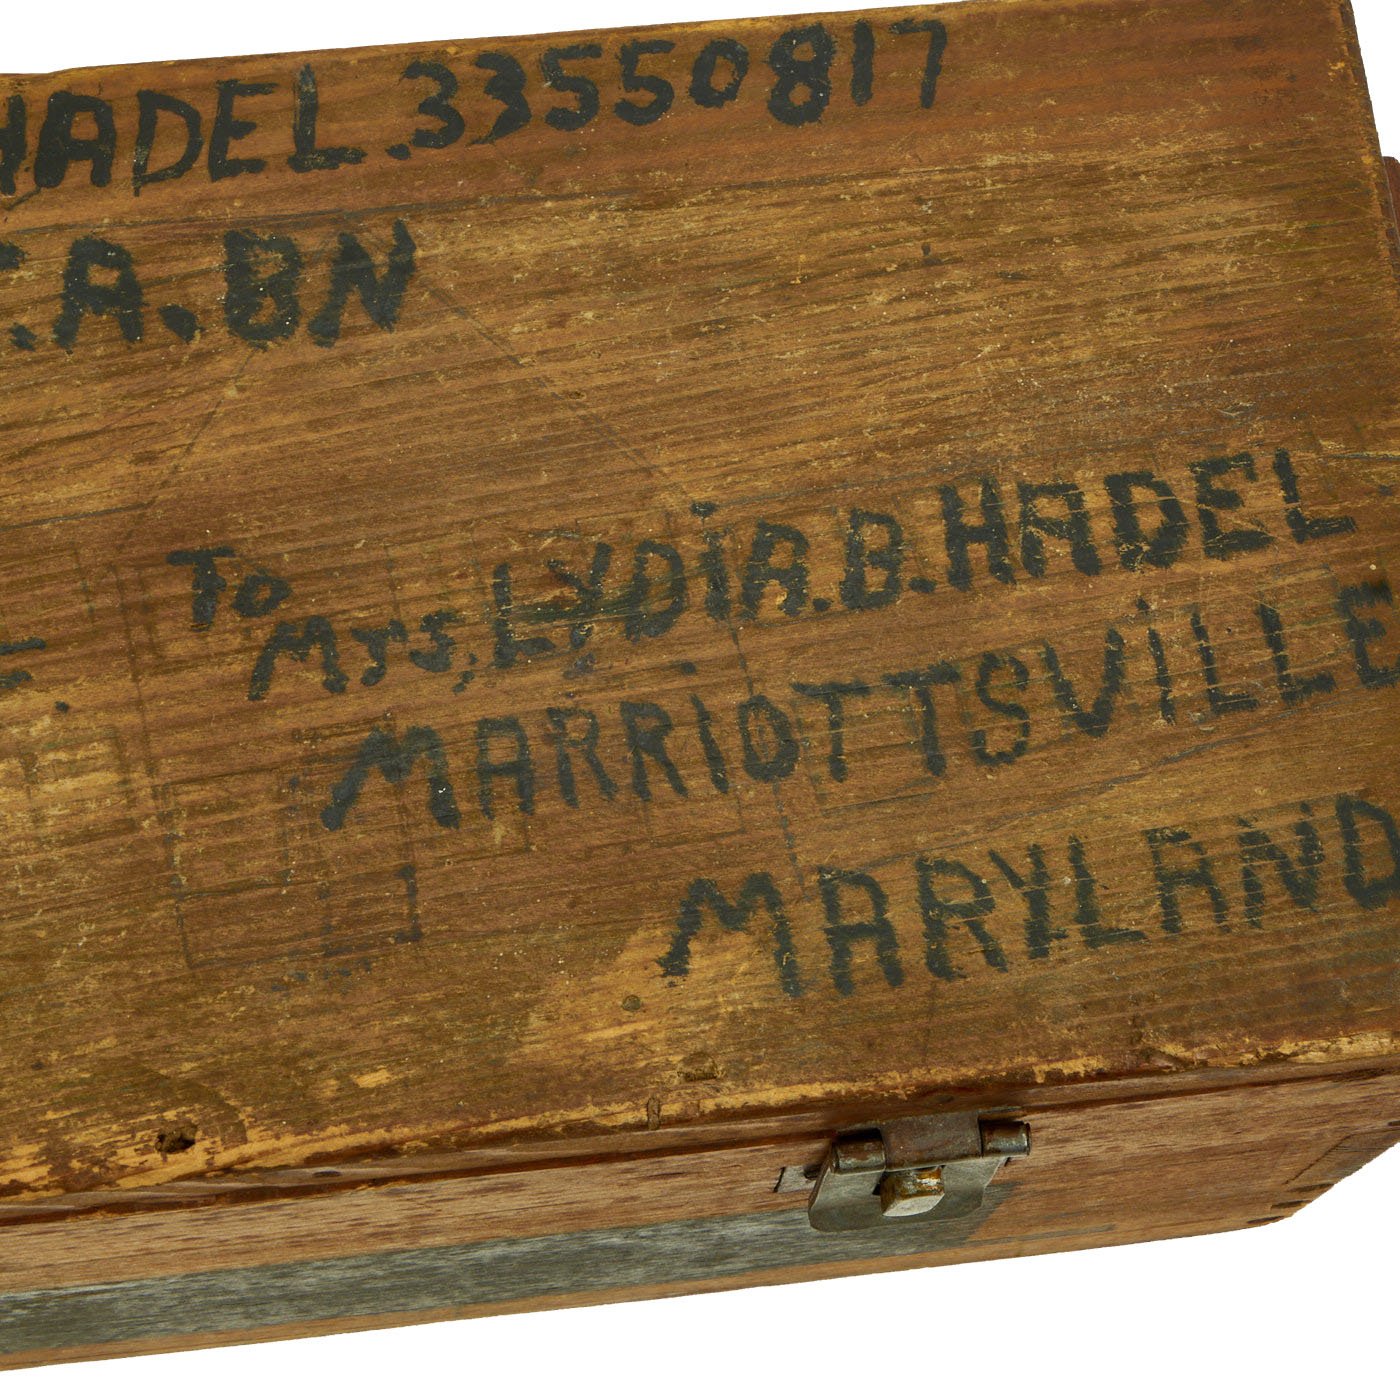 HADEL.33550817
.A.BN
To
Mrs, LYDiA.B.HADEL
MARRIOTTSViLLE
MARYLAND